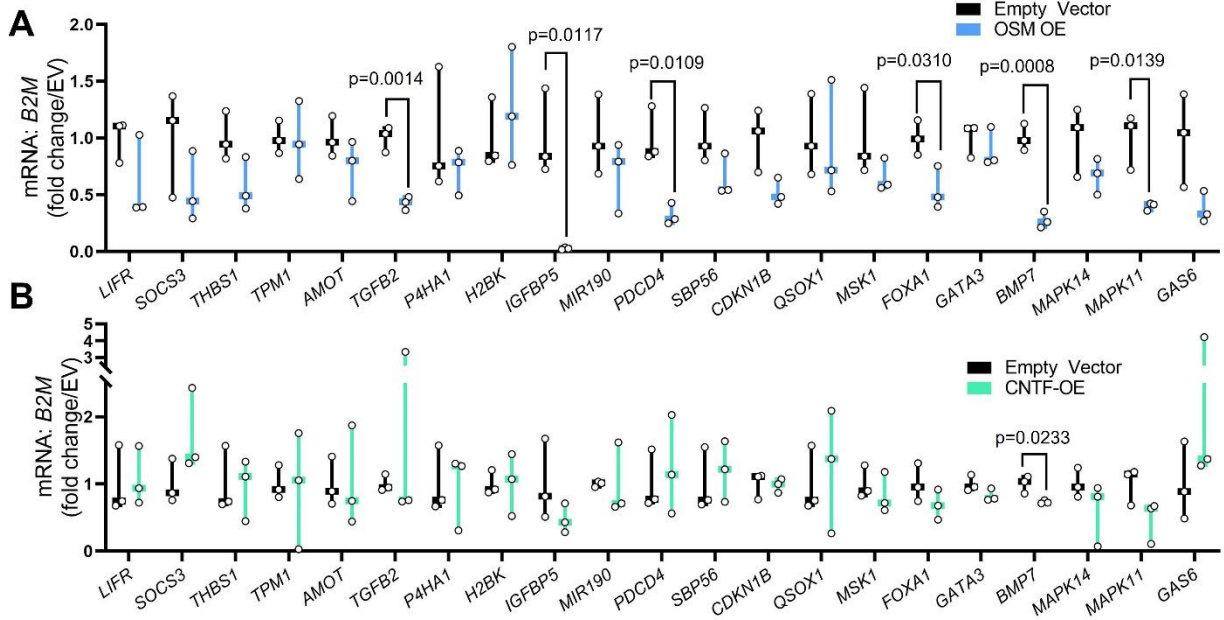 A
Empty Vector
OSM OE
mRNA: B2M
(fold change/EV)
2.0
1.5
1.0
0.5
0.0
p=0.0014
p=0.0117
p=0.0109
p=0.0310
p=0.0008
p=0.0139
LIFR
SOCS3
THBS1
TPM1
AMOT
TGFB2
P4HA1
H2BK
IGFBP5
MIR190
PDCD4
SBP56
CDKN1B
QSOX1
MSK1
FOXA1
GATA3
BMP7
MAPK14
MAPK11
GAS6
B
Empty Vector
CNTF-OE
mRNA: B2M
(fold change/EV)
5
4
3
2
1
0
p=0.0233
LIFR
SOCS3
THBS1
TPM1
AMOT
TGFB2
P4HA1
H2BK
IGFBP5
MIR190
PDCD4
SBP56
CDKN1B
QSOX1
MSK1
FOXA1
GATA3
BMP7
MAPK14
MAPK11
GAS6